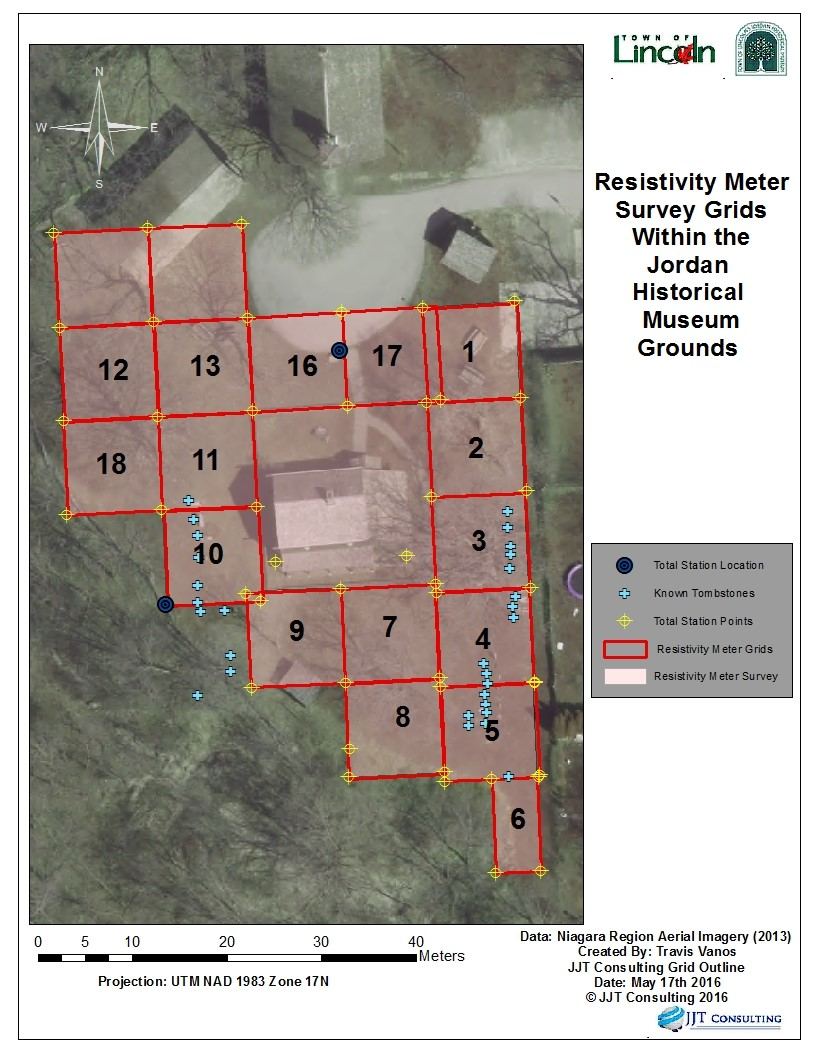 TOWN OF
Lincoln
Resistivity Meter
Survey Grids
Within the
Jordan
Historical
Museum
Grounds
N
W E
S
12 13 16 17 1
18 11 2
10 3
9 7 4
8 5
6
Total Station Location
Known Tombstones
Total Station Points
Resistivity Meter Grids
Resistivity Meter Survey
0 5 10 20 30 40
Meters
Projection: UTM NAD 1983 Zone 17N
Data: Niagara Region Aerial Imagery (2013)
Created By: Travis Vanos
JJT Consulting Grid Outline
Date: May 17th 2016
© JJT Consulting 2016
JJT CONSULTING